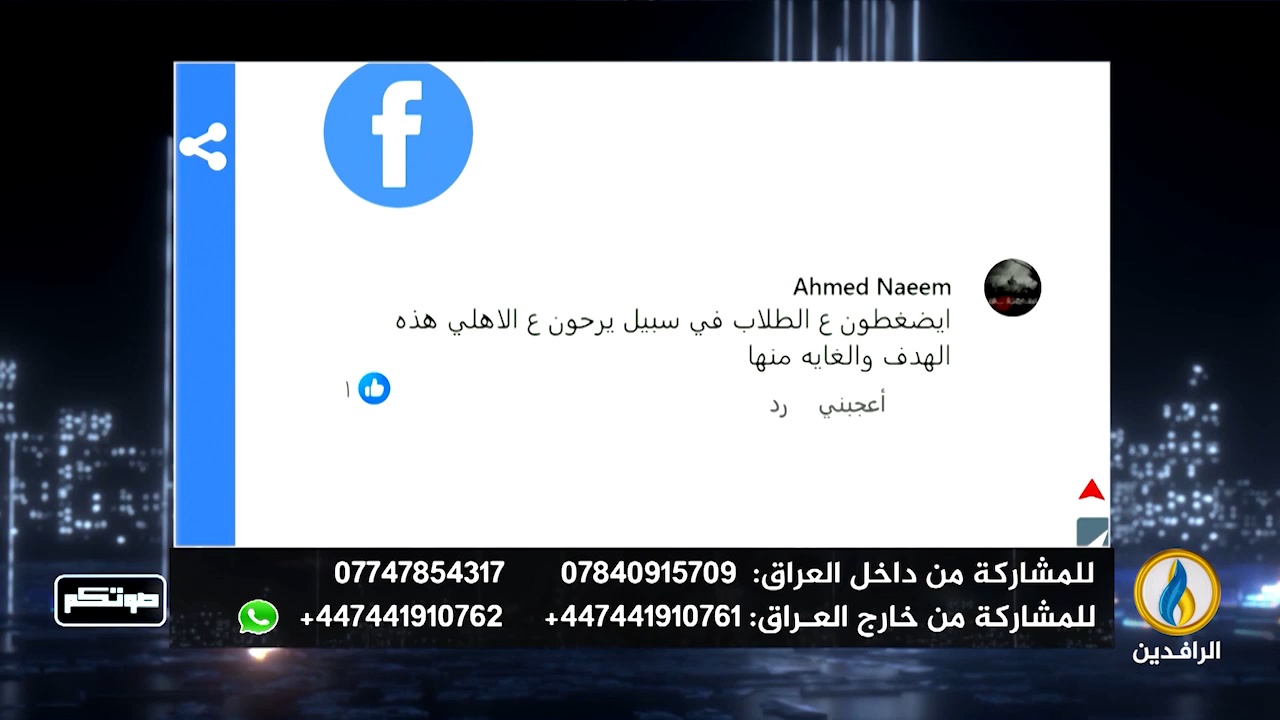 f
Ahmed Naeem
ايضغطون ع الطلاب في سبيل يرحون ع الاهلي هذه
الهدف والغايه منها
أعجبني رد
١
للمشاركة من داخل العراق: 07840915709 07747854317
للمشاركة من خارج العـراق: 447441910761+ 447441910762+
صوتكم
الرافدين